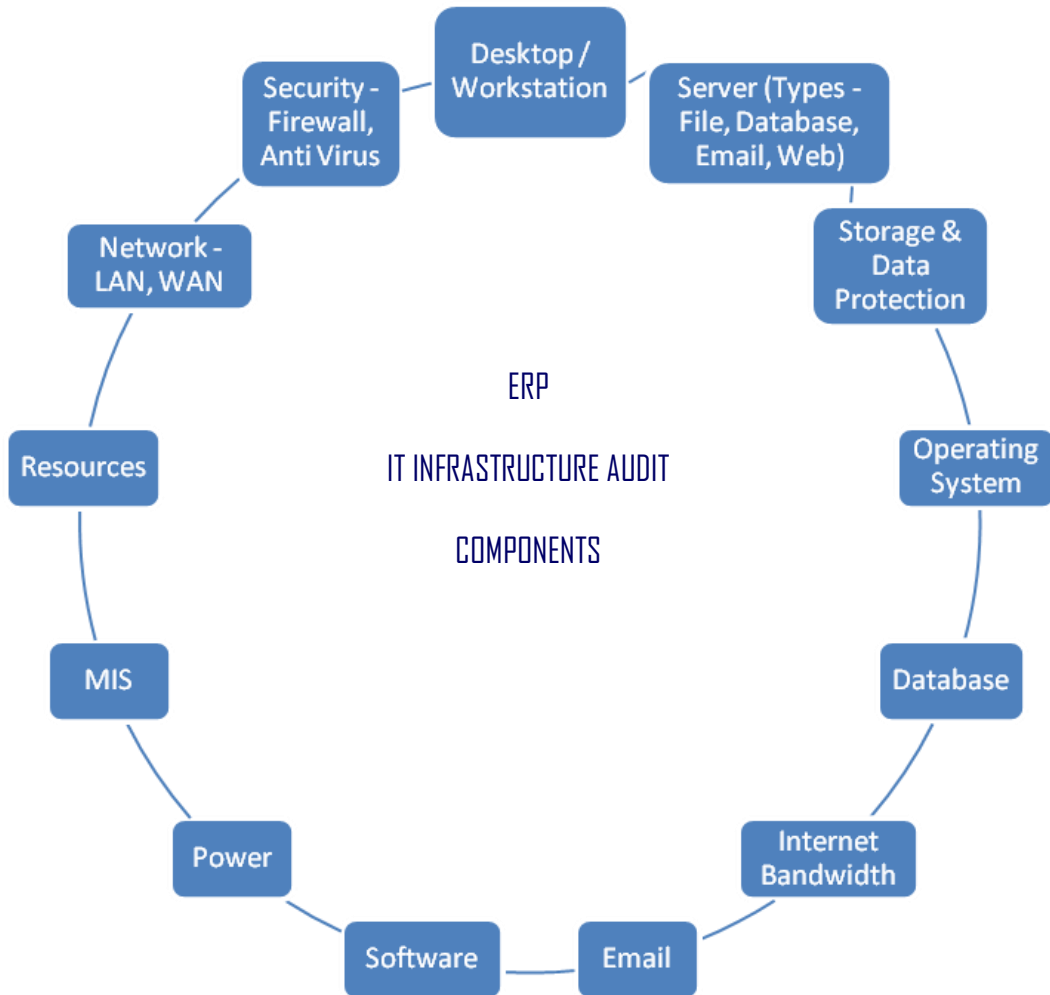 Desktop /
Workstation
Server (Types -
File, Database,
Email, Web)
Storage &
Data
Protection
Operating
System
Database
Internet
Bandwidth
Email
Software
Power
MIS
Resources
Network -
LAN, WAN
Security -
Firewall,
Anti Virus
ERP
IT INFRASTRUCTURE AUDIT
COMPONENTS